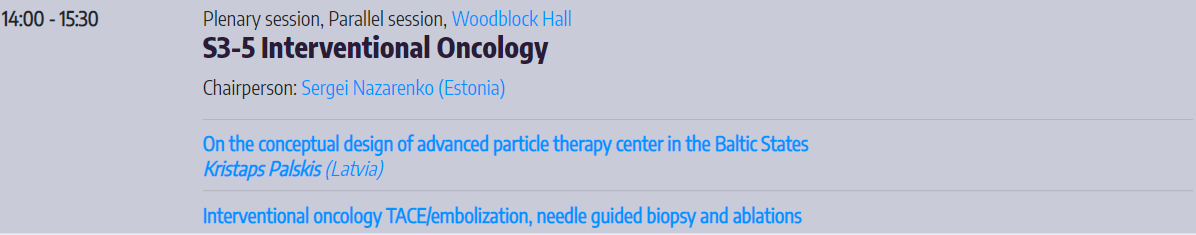 14:00 - 15:30
Plenary session, Parallel session, Woodblock Hall
S3-5 Interventional Oncology
Chairperson: Sergei Nazarenko (Estonia)
On the conceptual design of advanced particle therapy center in the Baltic States
Kristaps Palskis (Latvia)
Interventional oncology TACE/embolization, needle guided biopsy and ablations